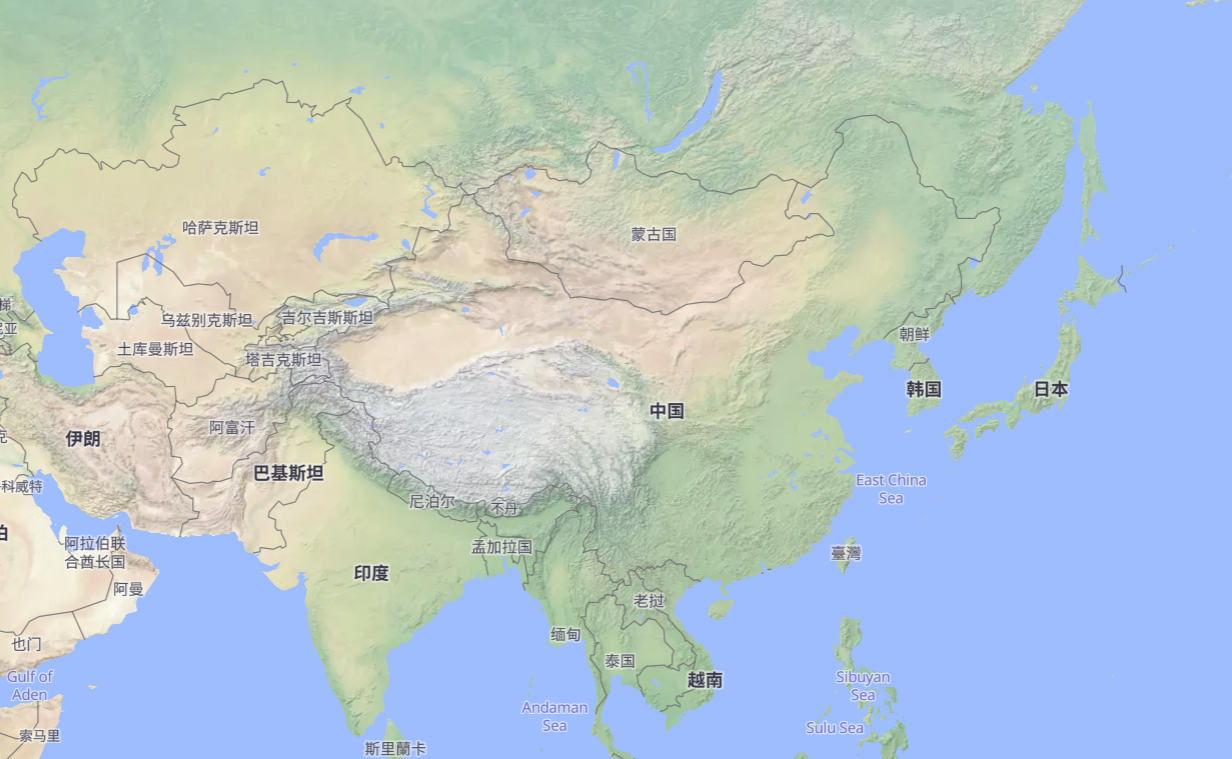 哈萨克斯坦
蒙古国
梯
尼亚
乌兹别克斯坦
吉尔吉斯斯坦
土库曼斯坦
塔吉克斯坦
朝鲜
韩国
日本
中国
伊朗
阿富汗
巴基斯坦
科威特
East China
Sea
尼泊尔
不丹
阿拉伯联
合酋长国
孟加拉国
臺灣
印度
阿曼
老挝
缅甸
也门
泰国
越南
Gulf of
Aden
Sibuyan
Sea
Andaman
Sea
Sulu Sea
索马里
斯里蘭卡